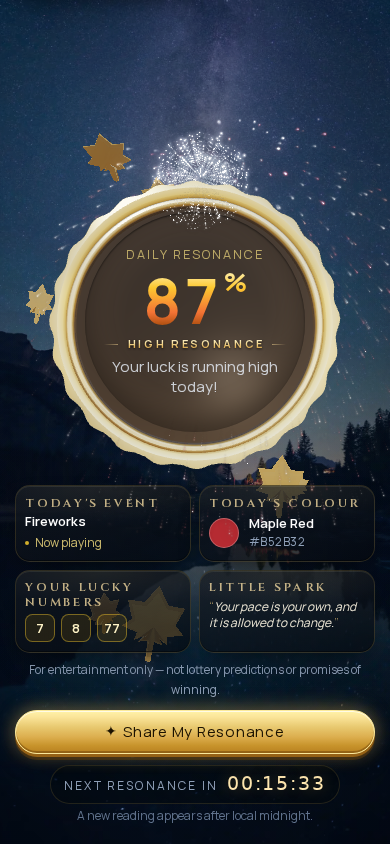 DAILY RESONANCE
87%
HIGH RESONANCE
Your luck is running high
today!
TODAY'S EVENT
Fireworks
• Now playing
TODAY'S COLOUR
Maple Red
#B52B32
YOUR LUCKY
NUMBERS
7 8 77
LITTLE SPARK
"Your pace is your own, and
it is allowed to change."
For entertainment only — not lottery predictions or promises of
winning.
✦ Share My Resonance
NEXT RESONANCE IN 00:15:33
A new reading appears after local midnight.